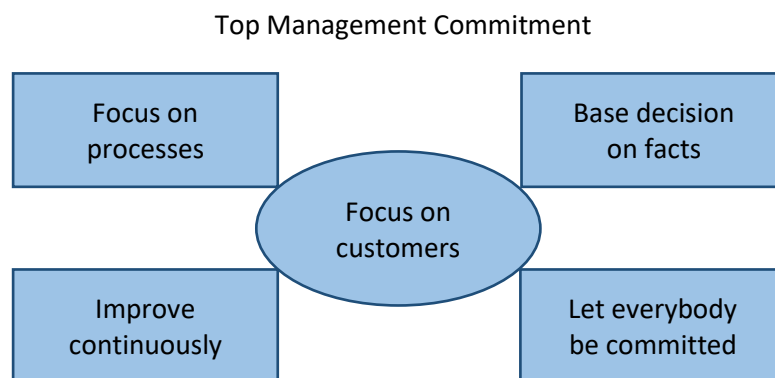 Top Management Commitment
Focus on
processes
Base decision
on facts
Focus on
customers
Improve
continuously
Let everybody
be committed